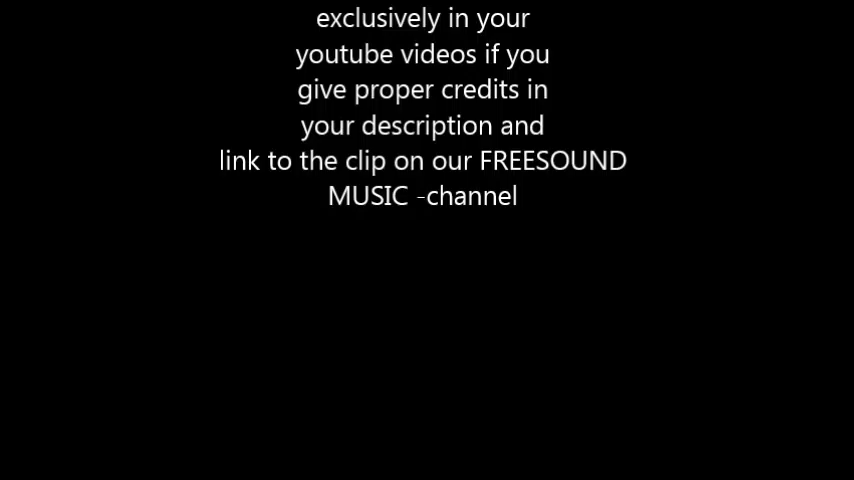 exclusively in your
youtube videos if you
give proper credits in
your description and
link to the clip on our FREESOUND
MUSIC -channel